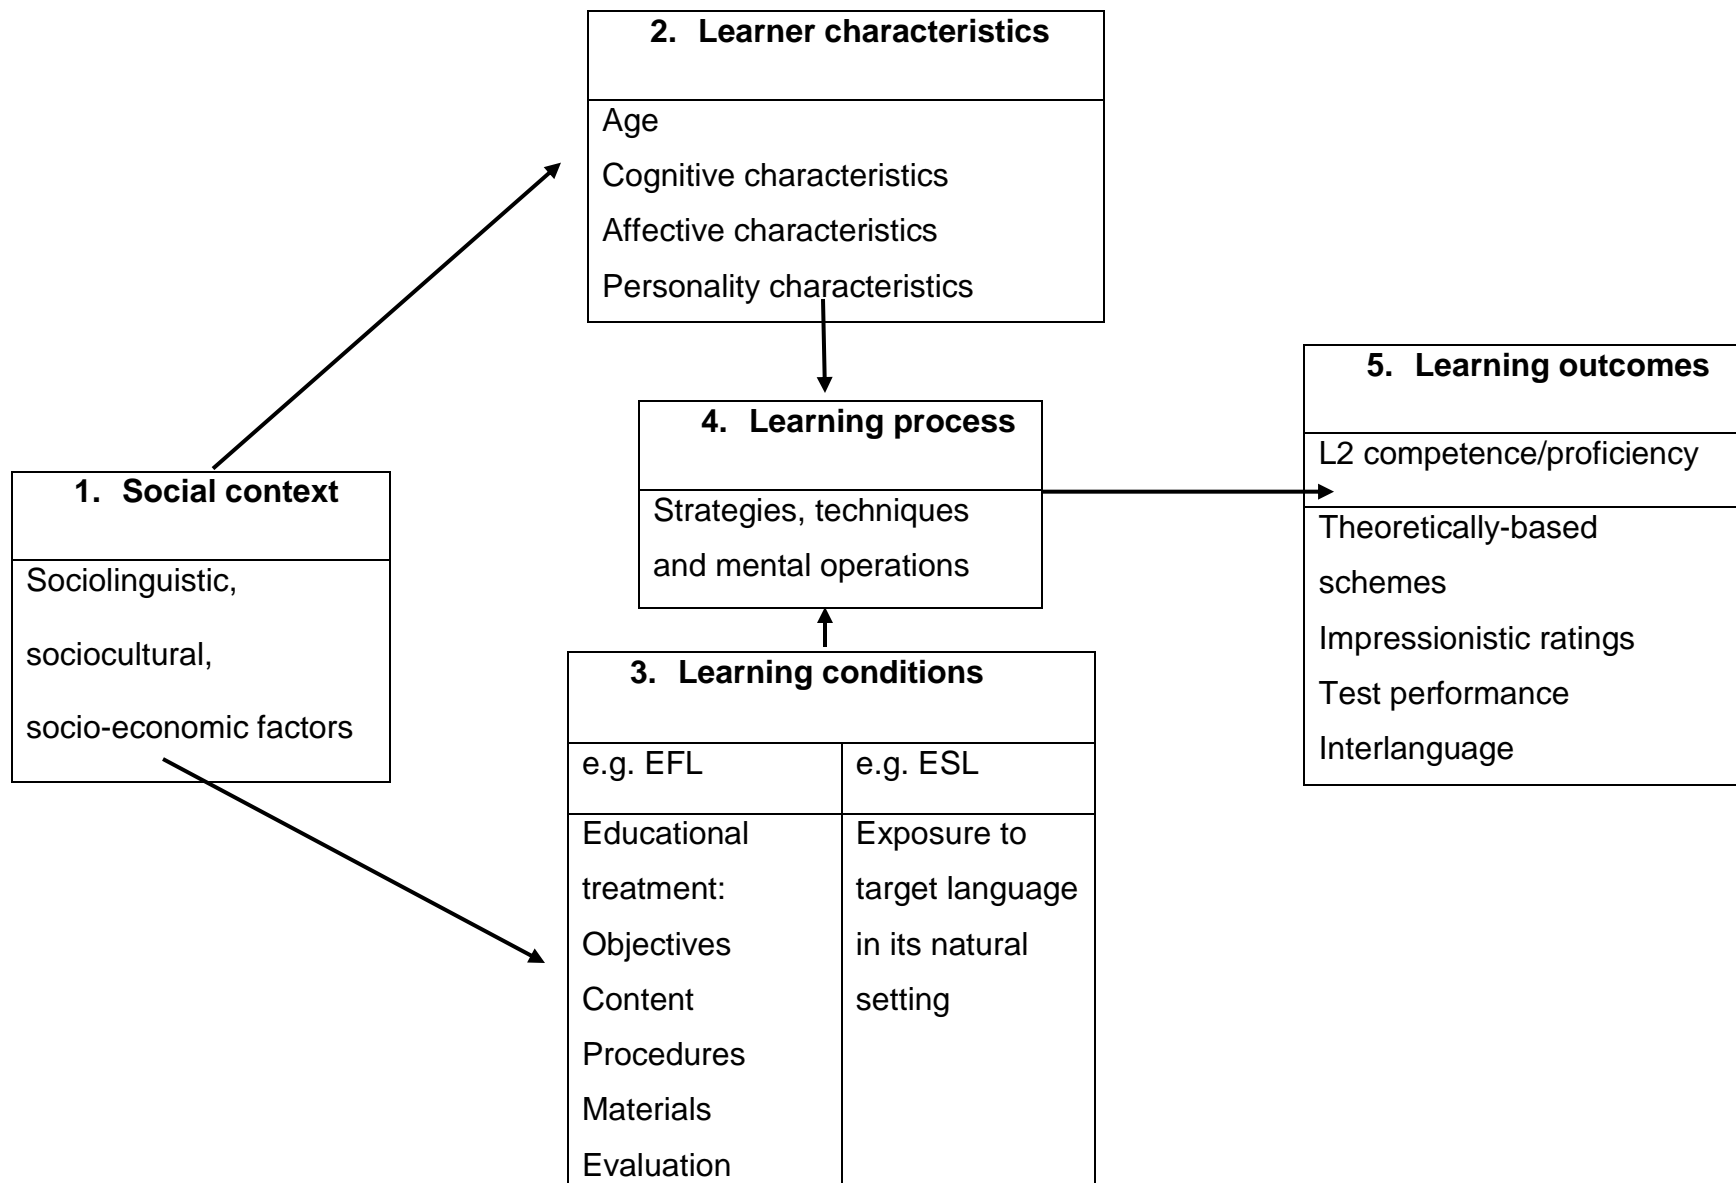 2. Learner characteristics
Age
Cognitive characteristics
Affective characteristics
Personality characteristics
1. Social context
Sociolinguistic,
sociocultural,
socio-economic factors
4. Learning process
Strategies, techniques
and mental operations
3. Learning conditions
e.g. EFL
Educational
treatment:
Objectives
Content
Procedures
Materials
Evaluation
e.g. ESL
Exposure to
target language
in its natural
setting
5. Learning outcomes
L2 competence/proficiency
Theoretically-based
schemes
Impressionistic ratings
Test performance
Interlanguage